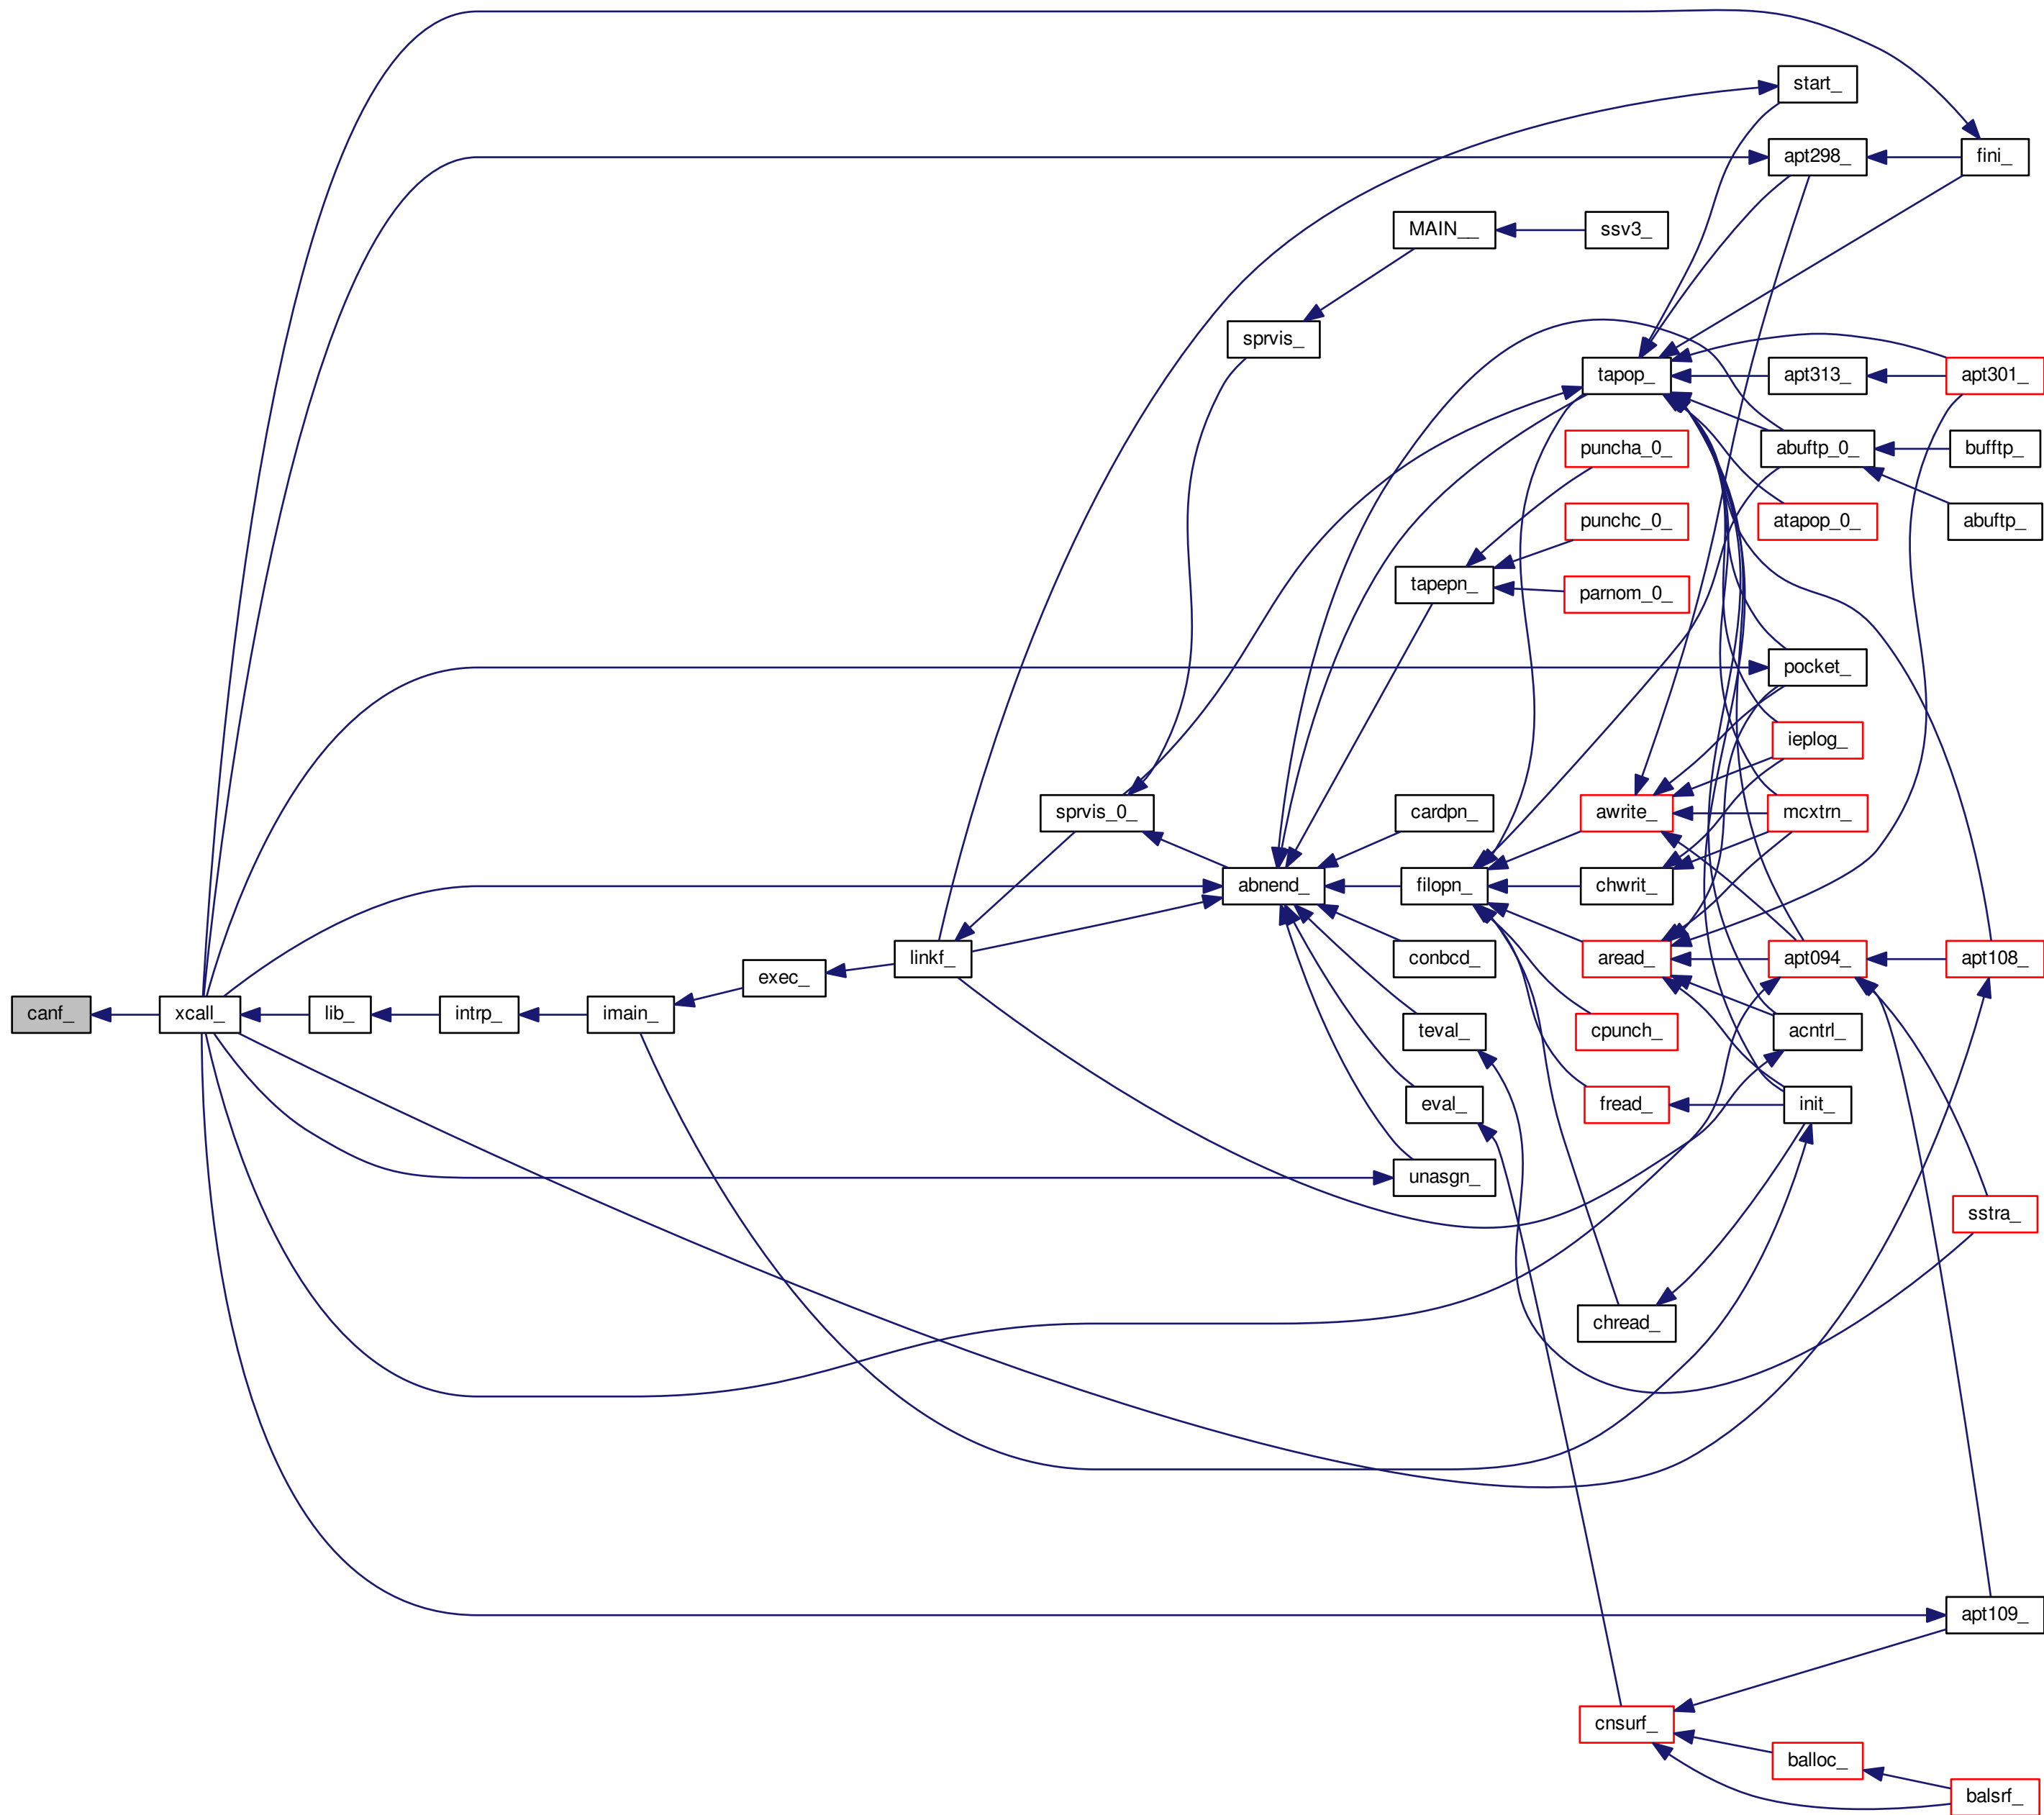 start_
apt298_
fini_
MAIN__
ssv3_
sprvis_
tapop_
apt313_
apt301_
puncha_0_
abuftp_0_
bufftp_
punchc_0_
atapop_0_
abuftp_
tapepn_
parnom_0_
pocket_
ieplog_
sprvis_0_
cardpn_
awrite_
mcxtrn_
abnend_
filopn_
chwrit_
linkf_
conbcd_
aread_
apt094_
apt108_
exec_
canf_
xcall_
lib_
intrp_
imain_
teval_
cpunch_
acntrl_
eval_
fread_
init_
unasgn_
sstra_
chread_
apt109_
cnsurf_
balloc_
balsrf_